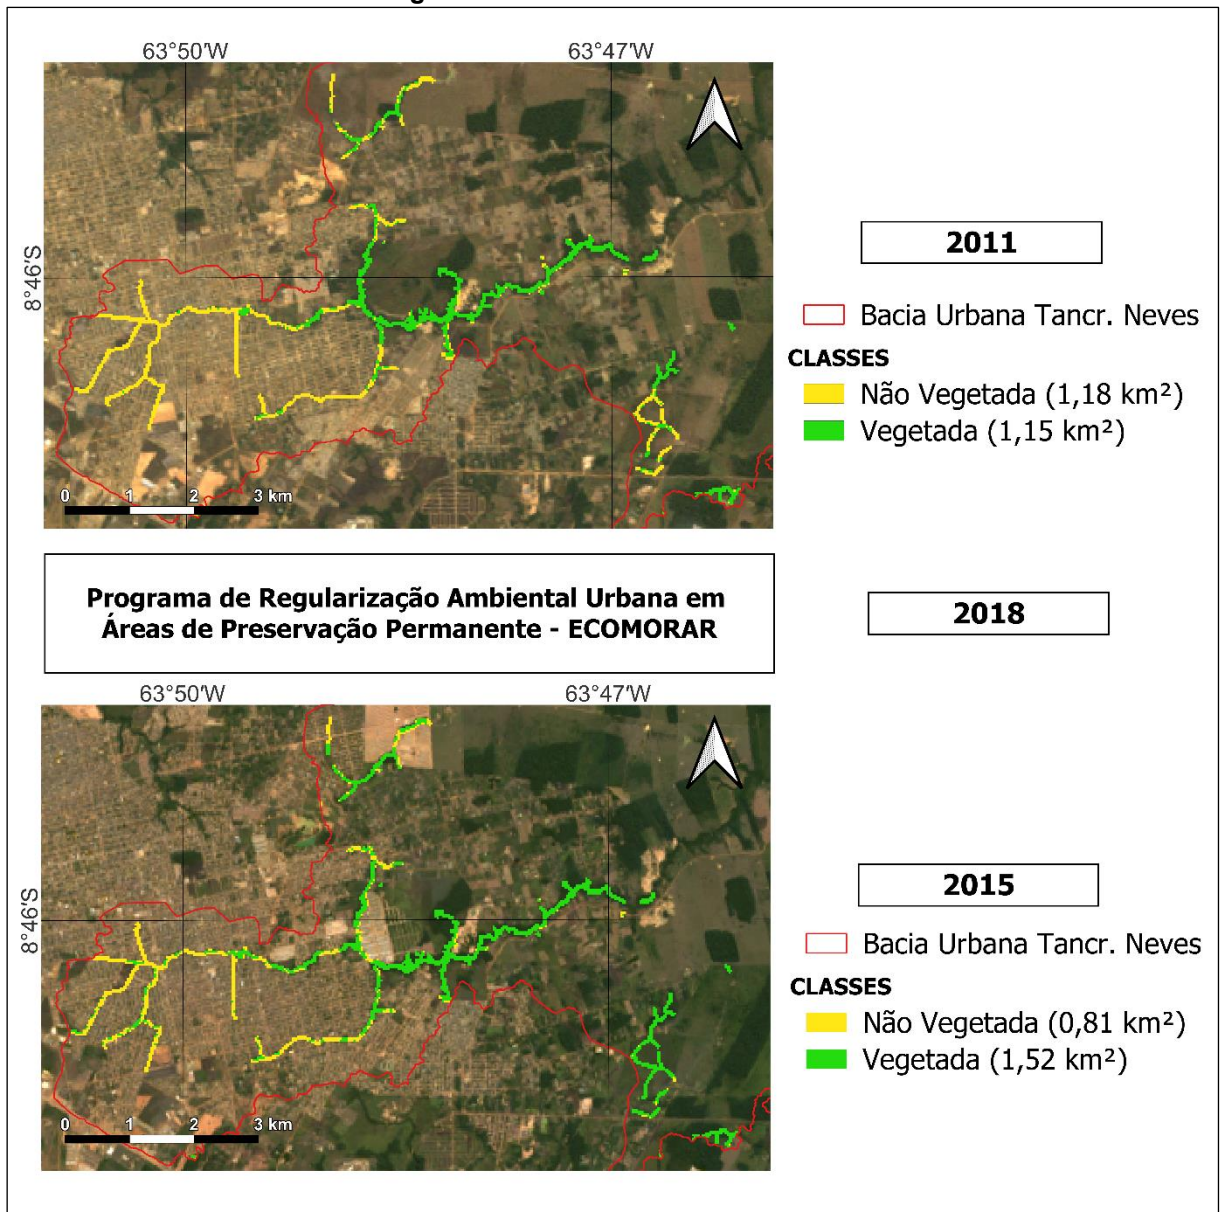 63°50'W
63°47'W
8°46'S
0 1 2 3 km
2011
Bacia Urbana Tancr. Neves
CLASSES
Não Vegetada (1,18 km²)
Vegetada (1,15 km²)
Programa de Regularização Ambiental Urbana em
Áreas de Preservação Permanente - ECOMORAR
2018
63°50'W
63°47'W
8°46'S
0 1 2 3 km
2015
Bacia Urbana Tancr. Neves
CLASSES
Não Vegetada (0,81 km²)
Vegetada (1,52 km²)